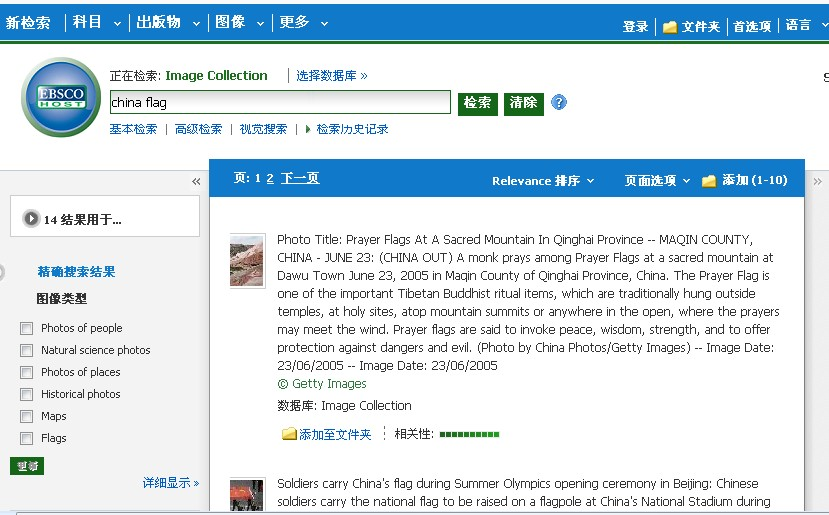 新检索 科目 出版物 图像 更多 登录 文件夹 首选项 语言
正在检索: Image Collection 选择数据库 »
EBSCO HOST
china flag 检索 清除 ?
基本检索 高级检索 视觉搜索 检索历史记录
« 页: 1 2 下一页 Relevance 排序 页面选项 添加 (1-10) »
14 结果用于...
精确搜索结果
图像类型
Photos of people
Natural science photos
Photos of places
Historical photos
Maps
Flags
更新
详细显示 »
Photo Title: Prayer Flags At A Sacred Mountain In Qinghai Province -- MAQIN COUNTY,
CHINA - JUNE 23: (CHINA OUT) A monk prays among Prayer Flags at a sacred mountain at
Dawu Town June 23, 2005 in Maqin County of Qinghai Province, China. The Prayer Flag is
one of the important Tibetan Buddhist ritual items, which are traditionally hung outside
temples, at holy sites, atop mountain summits or anywhere in the open, where the prayers
may meet the wind. Prayer flags are said to invoke peace, wisdom, strength, and to offer
protection against dangers and evil. (Photo by China Photos/Getty Images) -- Image Date:
23/06/2005 -- Image Date: 23/06/2005
© Getty Images
数据库: Image Collection
添加至文件夹 相关性:
Soldiers carry China's flag during Summer Olympics opening ceremony in Beijing: Chinese
soldiers carry the national flag to be raised on a flagpole at China's National Stadium during